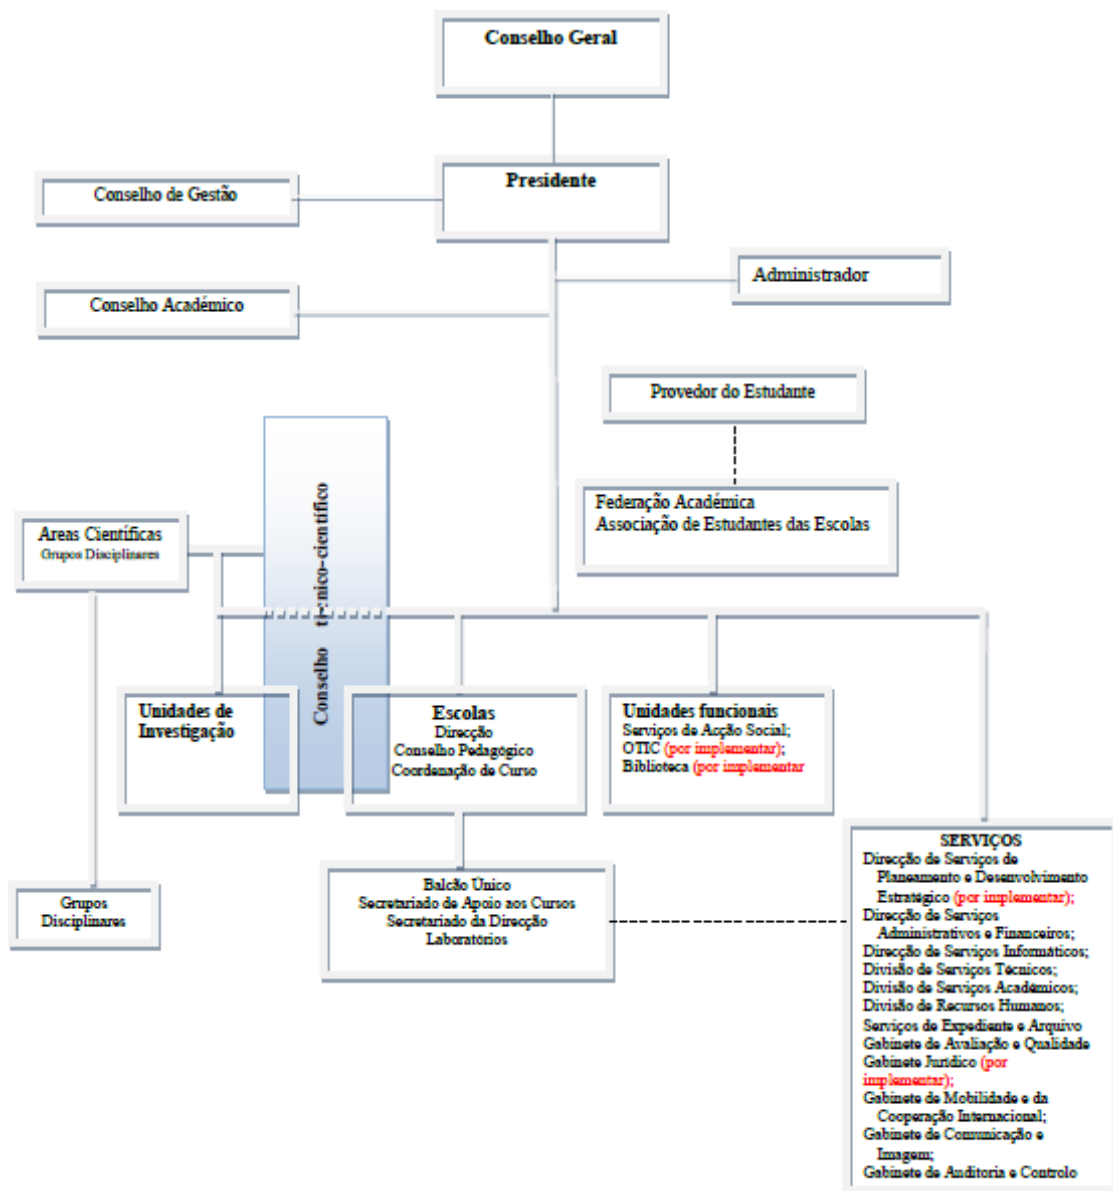 Conselho Geral
Presidente
Conselho de Gestão
Administrador
Conselho Académico
Provedor do Estudante
Federação Académica
Associação de Estudantes das Escolas
Conselho técnico-científico
Areas Científicas
Grupos Disciplinares
Unidades de
Investigação
Escolas
Direcção
Conselho Pedagógico
Coordenação de Curso
Unidades funcionais
Serviços de Acção Social;
OTIC (por implementar);
Biblioteca (por implementar
Grupos
Disciplinares
Balcão Único
Secretariado de Apoio aos Cursos
Secretariado da Direcção
Laboratórios
SERVIÇOS
Direcção de Serviços de
Planeamento e Desenvolvimento
Estratégico (por implementar);
Direcção de Serviços
Administrativos e Financeiros;
Direcção de Serviços Informáticos;
Divisão de Serviços Técnicos;
Divisão de Serviços Académicos;
Divisão de Recursos Humanos;
Serviços de Expediente e Arquivo
Gabinete de Avaliação e Qualidade
Gabinete Jurídico (por
implementar);
Gabinete de Mobilidade e da
Cooperação Internacional;
Gabinete de Comunicação e
Imagem;
Gabinete de Auditoria e Controlo